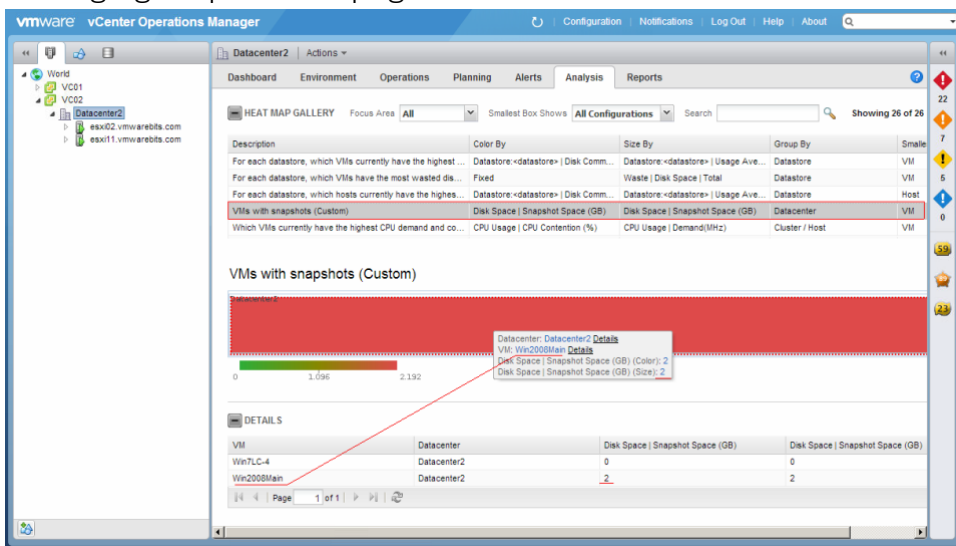 vmware vCenter Operations Manager
Configuration | Notifications | Log Out | Help | About
World
VC01
VC02
Datacenter2
esxi02.vmwarebits.com
esxi11.vmwarebits.com
Datacenter2 | Actions
Dashboard Environment Operations Planning Alerts Analysis Reports
HEAT MAP GALLERY Focus Area All Smallest Box Shows All Configurations Search Showing 26 of 26
Description Color By Size By Group By Smalle
For each datastore, which VMs currently have the highest ... Datastore:<datastore> | Disk Comm... Datastore:<datastore> | Usage Ave... Datastore VM
For each datastore, which VMs have the most wasted dis... Fixed Waste | Disk Space | Total Datastore VM
For each datastore, which hosts currently have the highes... Datastore:<datastore> | Disk Comm... Datastore:<datastore> | Usage Ave... Datastore Host
VMs with snapshots (Custom) Disk Space | Snapshot Space (GB) Disk Space | Snapshot Space (GB) Datacenter VM
Which VMs currently have the highest CPU demand and co... CPU Usage | CPU Contention (%) CPU Usage | Demand(MHz) Cluster / Host VM
22
7
5
0
59
23
VMs with snapshots (Custom)
Datacenter2
Datacenter: Datacenter2 Details
VM: Win2008Main Details
Disk Space | Snapshot Space (GB) (Color): 2
Disk Space | Snapshot Space (GB) (Size): 2
0 1.096 2.192
DETAILS
VM Datacenter Disk Space | Snapshot Space (GB) Disk Space | Snapshot Space (GB)
Win7LC-4 Datacenter2 0 0
Win2008Main Datacenter2 2 2
Page 1 of 1